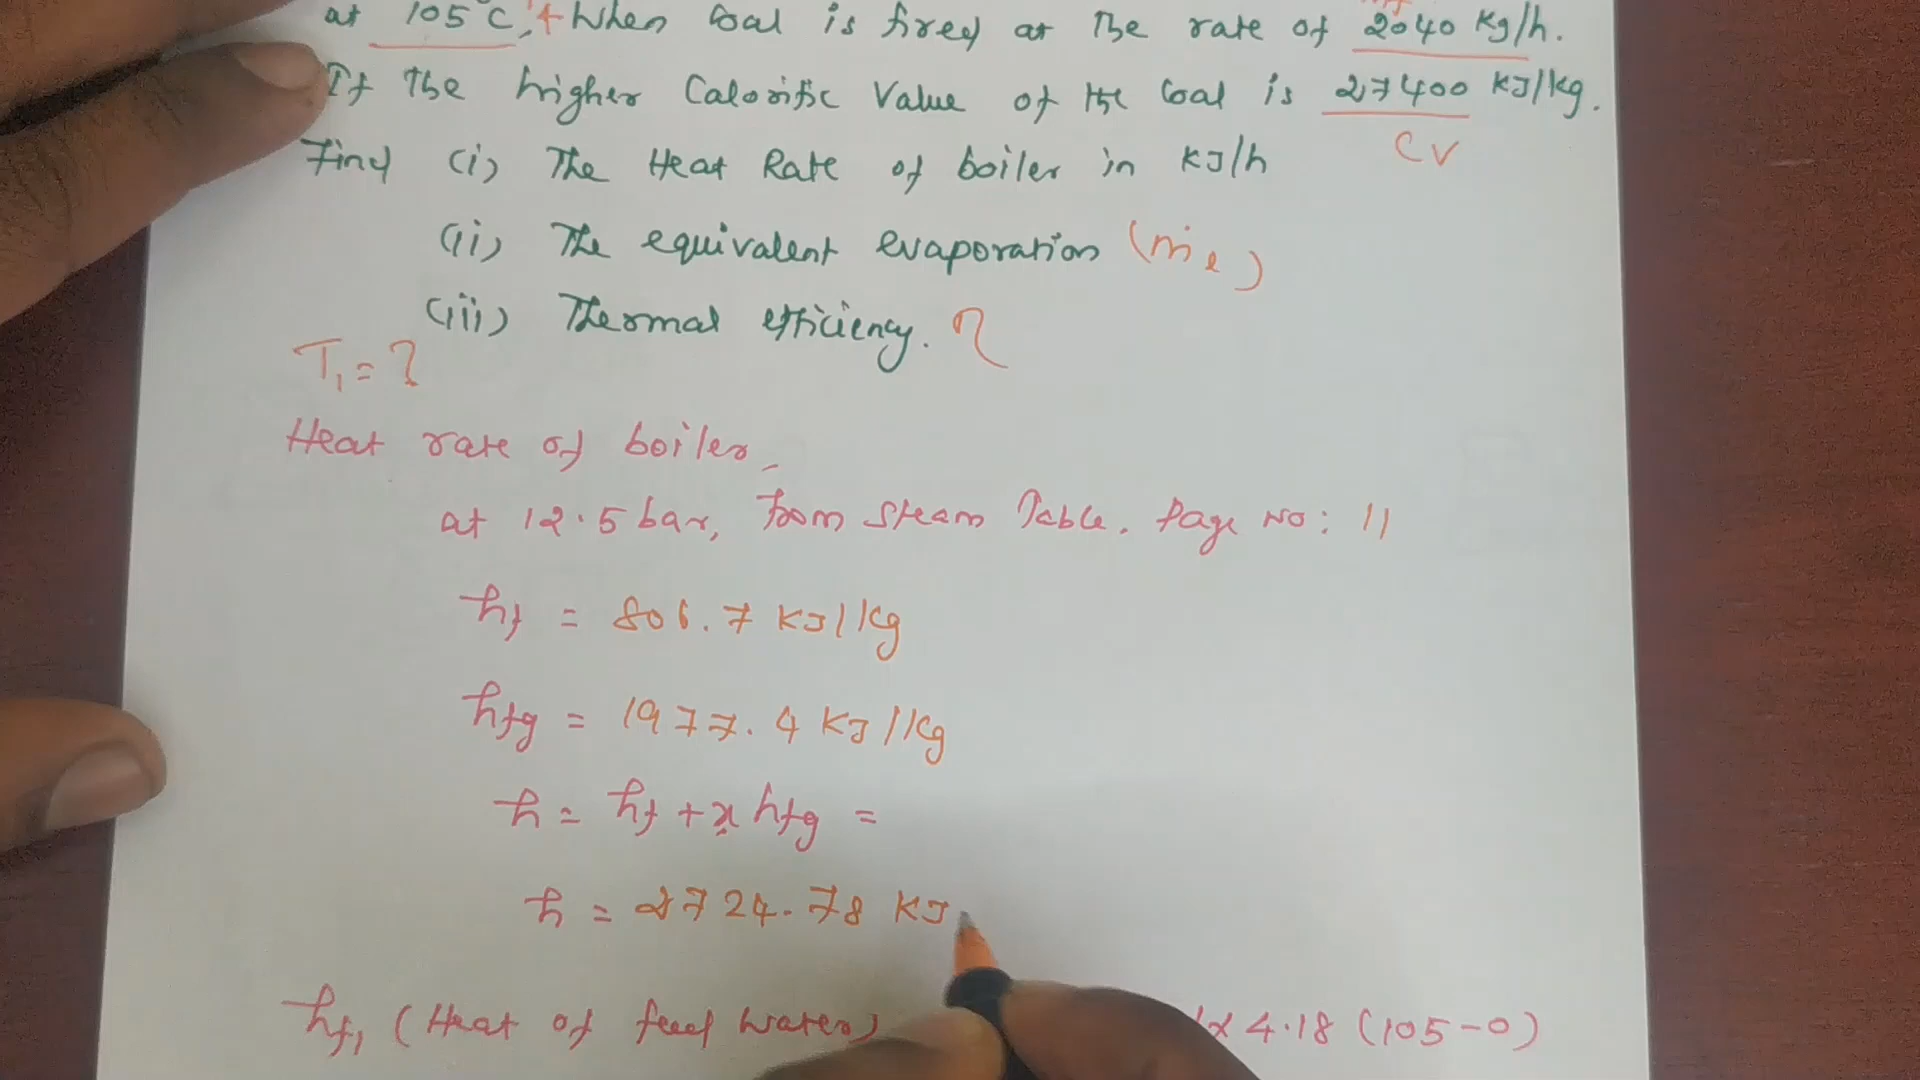 at 105°C, t When Coal is fired at The rate of 2040 Kg/h.
If The higher Calorific Value of the Coal is 27400 KJ/kg.
CV
Find (i) The Heat Rate of boiler in KJ/h
(ii) The equivalent evaporation (ṁe)
(iii) Thermal efficiency. η
T1 = ?
Heat rate of boiler,
at 12.5 bar, From Steam Table. Page No: 11
hf = 806.7 KJ/kg
hfg = 1977.4 KJ/kg
h = hf + x hfg =
h = 2724.78 KJ
hf1 (Heat of feed Water) 1x 4.18 (105-0)